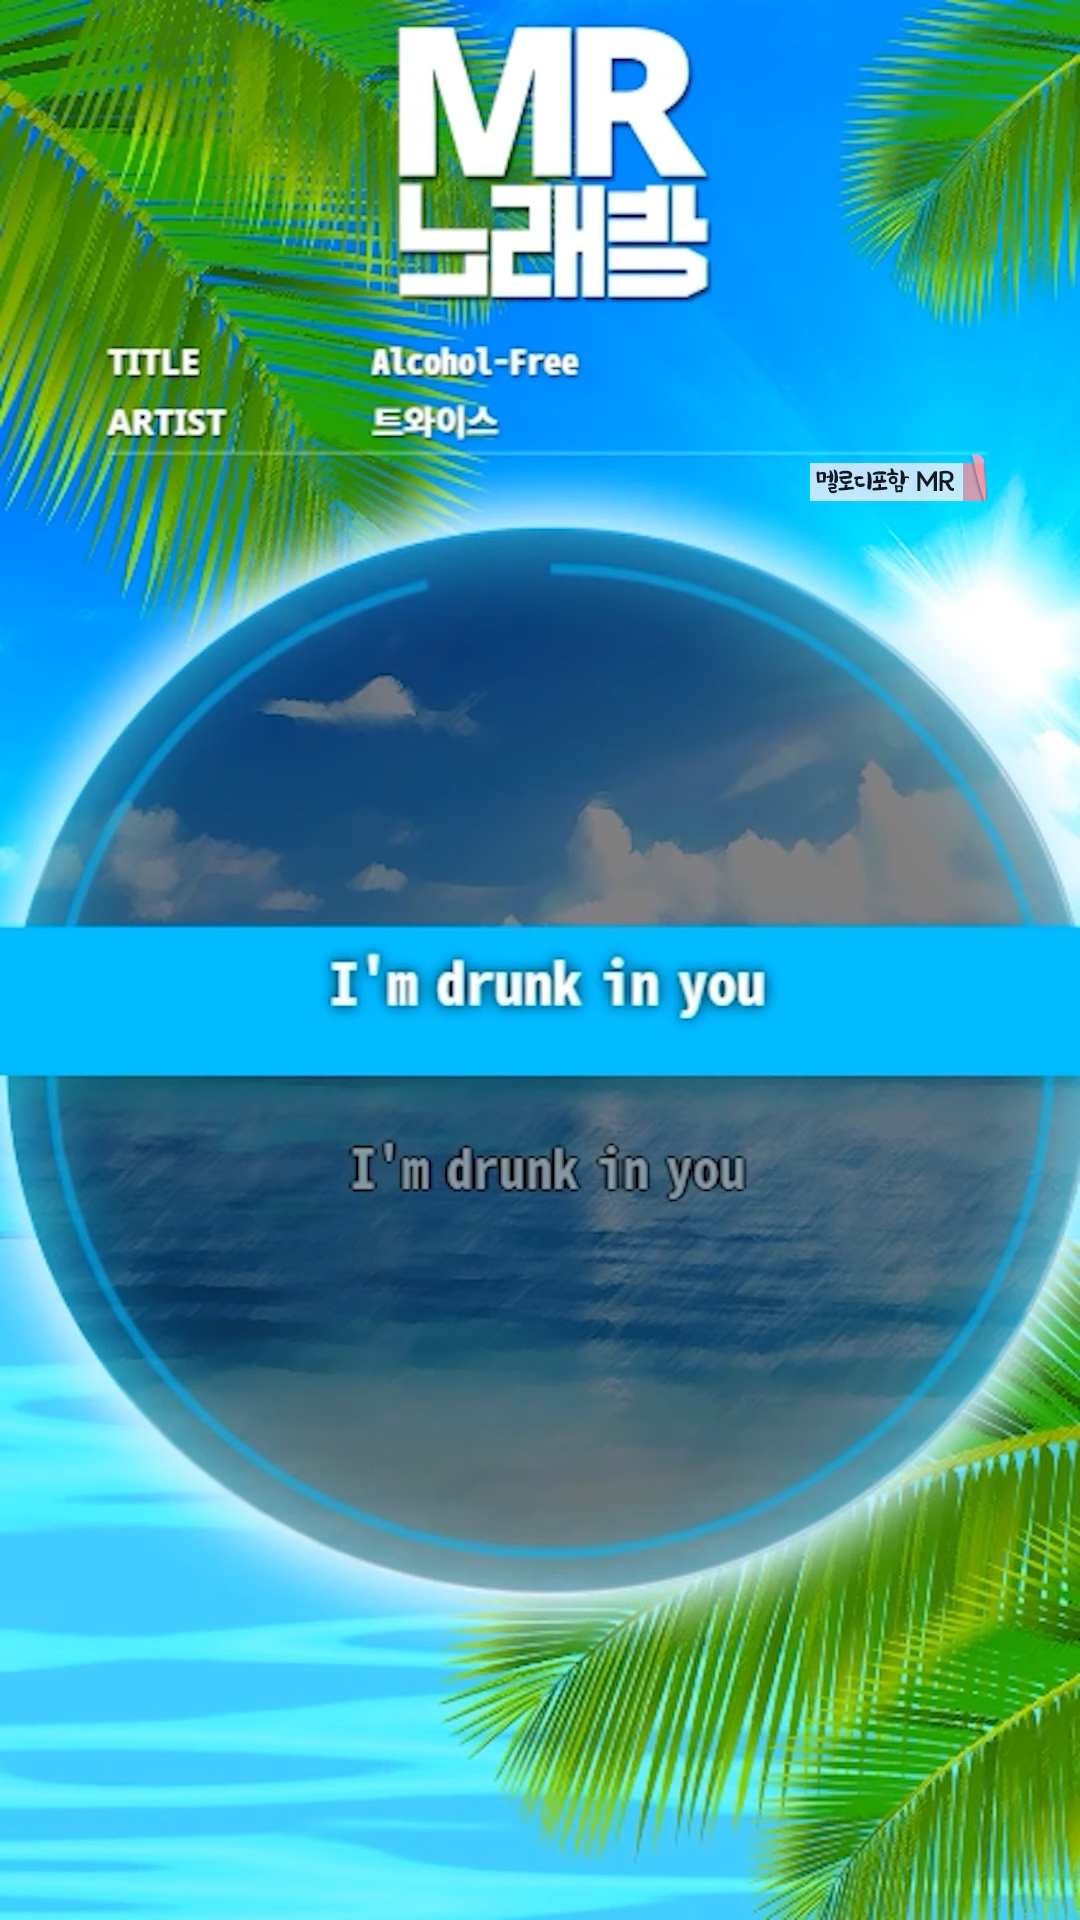 MR
노래방
TITLE Alcohol-Free
ARTIST 트와이스
멜로디포함 MR
I'm drunk in you
I'm drunk in you